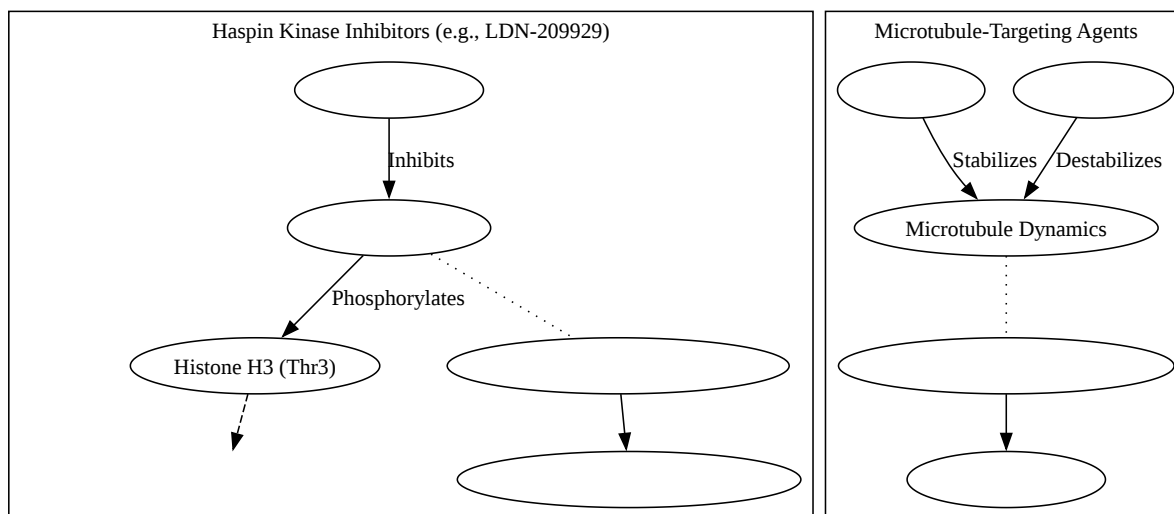 Haspin Kinase Inhibitors (e.g., LDN-209929)
Inhibits
Phosphorylates
Histone H3 (Thr3)
Microtubule-Targeting Agents
Stabilizes
Destabilizes
Microtubule Dynamics